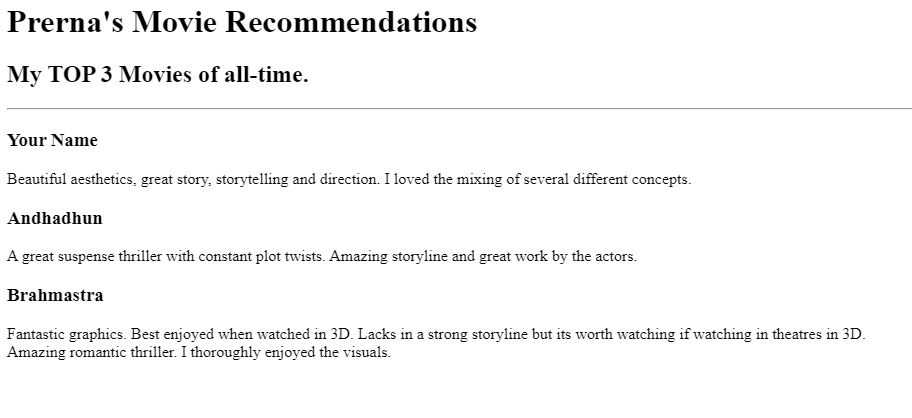 Prerna's Movie Recommendations
My TOP 3 Movies of all-time.
Your Name
Beautiful aesthetics, great story, storytelling and direction. I loved the mixing of several different concepts.
Andhadhun
A great suspense thriller with constant plot twists. Amazing storyline and great work by the actors.
Brahmastra
Fantastic graphics. Best enjoyed when watched in 3D. Lacks in a strong storyline but its worth watching if watching in theatres in 3D.
Amazing romantic thriller. I thoroughly enjoyed the visuals.